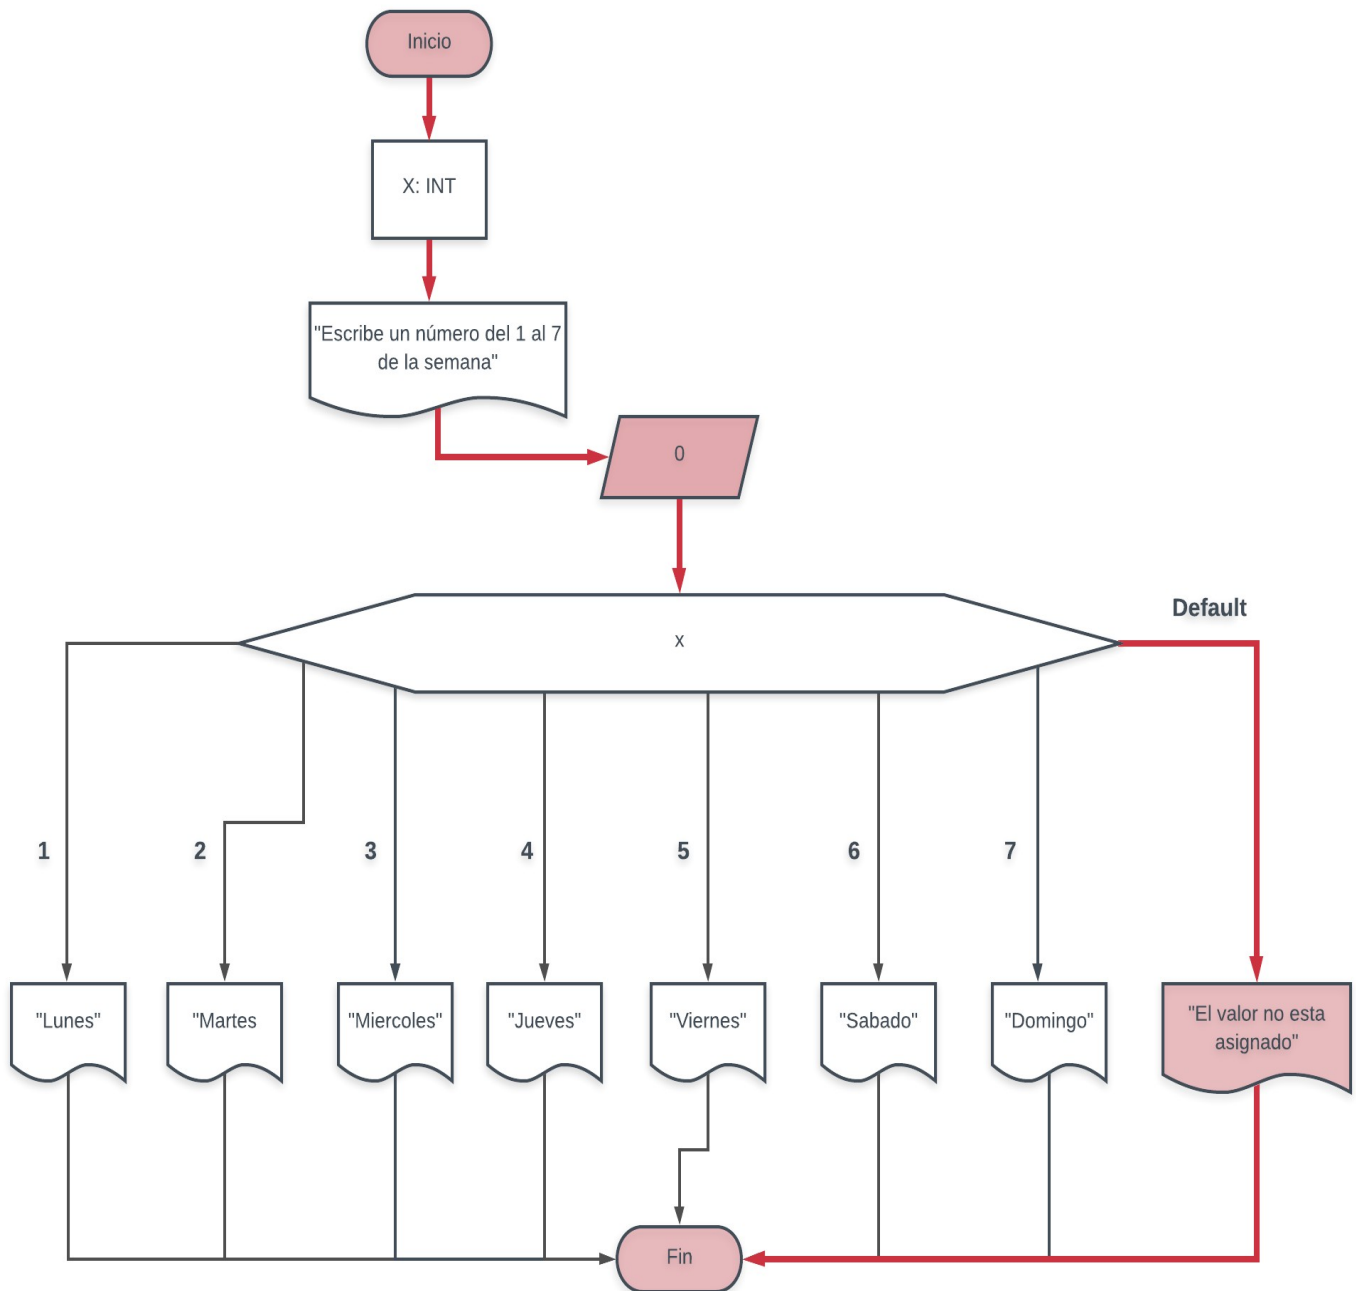 Inicio
X: INT
"Escribe un número del 1 al 7
de la semana"
0
x
Default
1
2
3
4
5
6
7
"Lunes"
"Martes
"Miercoles"
"Jueves"
"Viernes"
"Sabado"
"Domingo"
"El valor no esta
asignado"
Fin